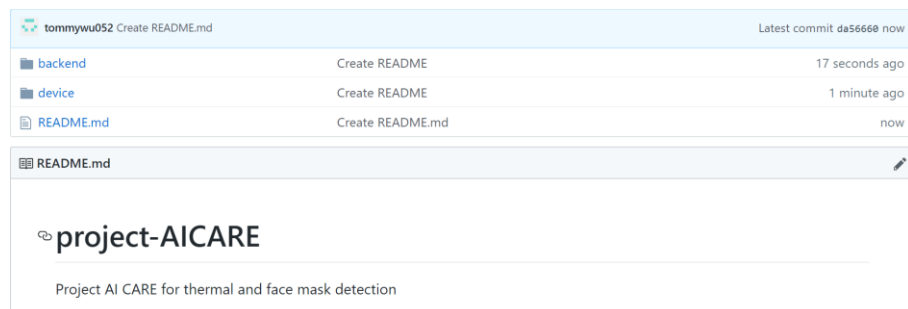 tommywu052 Create README.md Latest commit da56660 now
backend Create README 17 seconds ago
device Create README 1 minute ago
README.md Create README.md now
README.md
project-AICARE
Project AI CARE for thermal and face mask detection